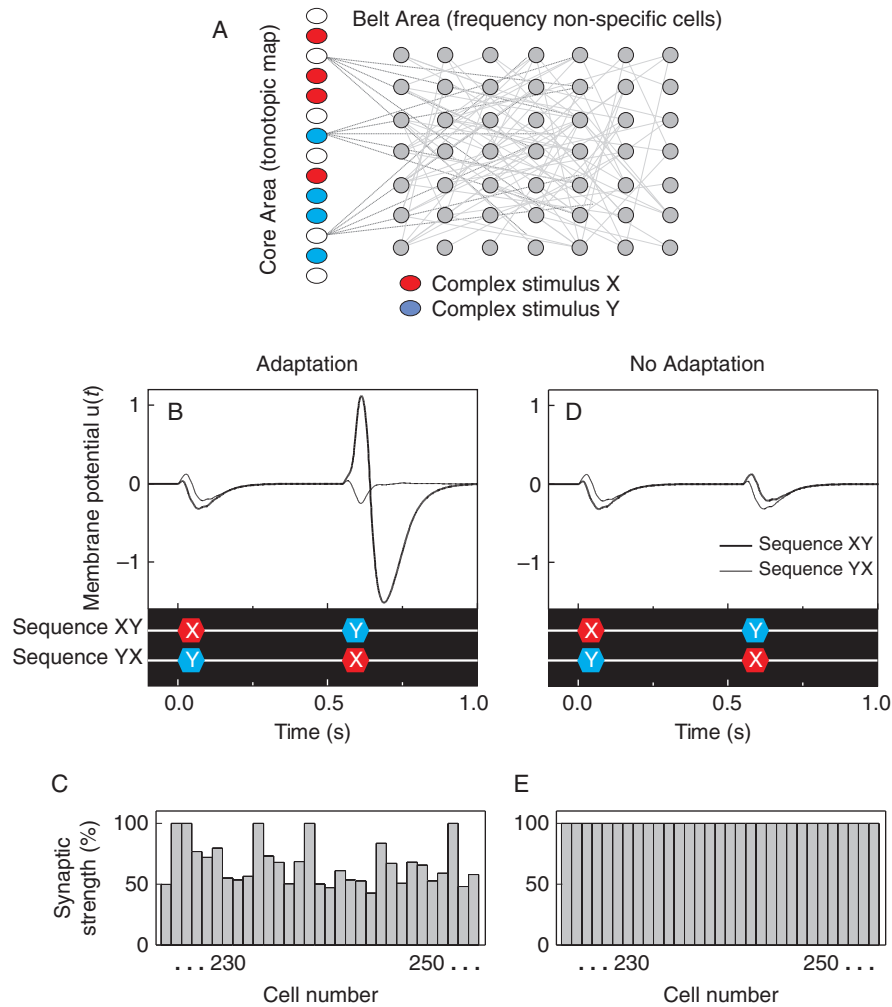 A
Belt Area (frequency non-specific cells)
Core Area (tonotopic map)
Complex stimulus X
Complex stimulus Y
Adaptation
No Adaptation
B
Membrane potential u(t)
1
0
−1
D
1
0
−1
Sequence XY
Sequence YX
Sequence XY
X
Y
X
Y
Sequence YX
Y
X
Y
X
0.0
0.5
1.0
0.0
0.5
1.0
Time (s)
Time (s)
C
Synaptic strength (%)
100
50
0
. . . 230
250 . . .
Cell number
E
100
50
0
. . . 230
250 . . .
Cell number